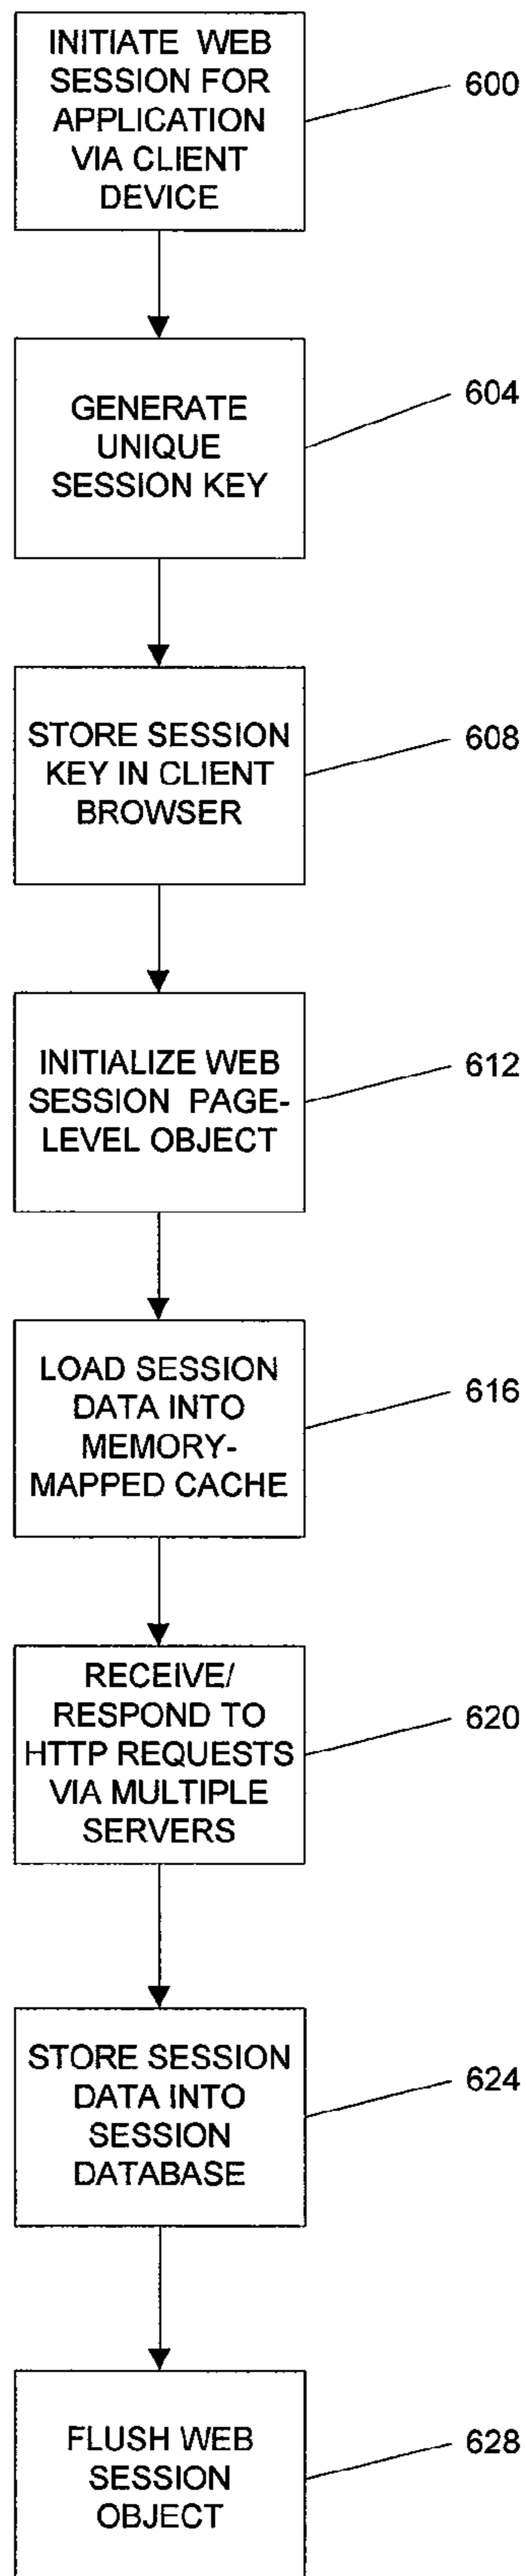 INITIATE WEB
SESSION FOR
APPLICATION
VIA CLIENT
DEVICE
600
GENERATE
UNIQUE
SESSION KEY
604
STORE SESSION
KEY IN CLIENT
BROWSER
608
INITIALIZE WEB
SESSION PAGE-
LEVEL OBJECT
612
LOAD SESSION
DATA INTO
MEMORY-
MAPPED CACHE
616
RECEIVE/
RESPOND TO
HTTP REQUESTS
VIA MULTIPLE
SERVERS
620
STORE SESSION
DATA INTO
SESSION
DATABASE
624
FLUSH WEB
SESSION
OBJECT
628